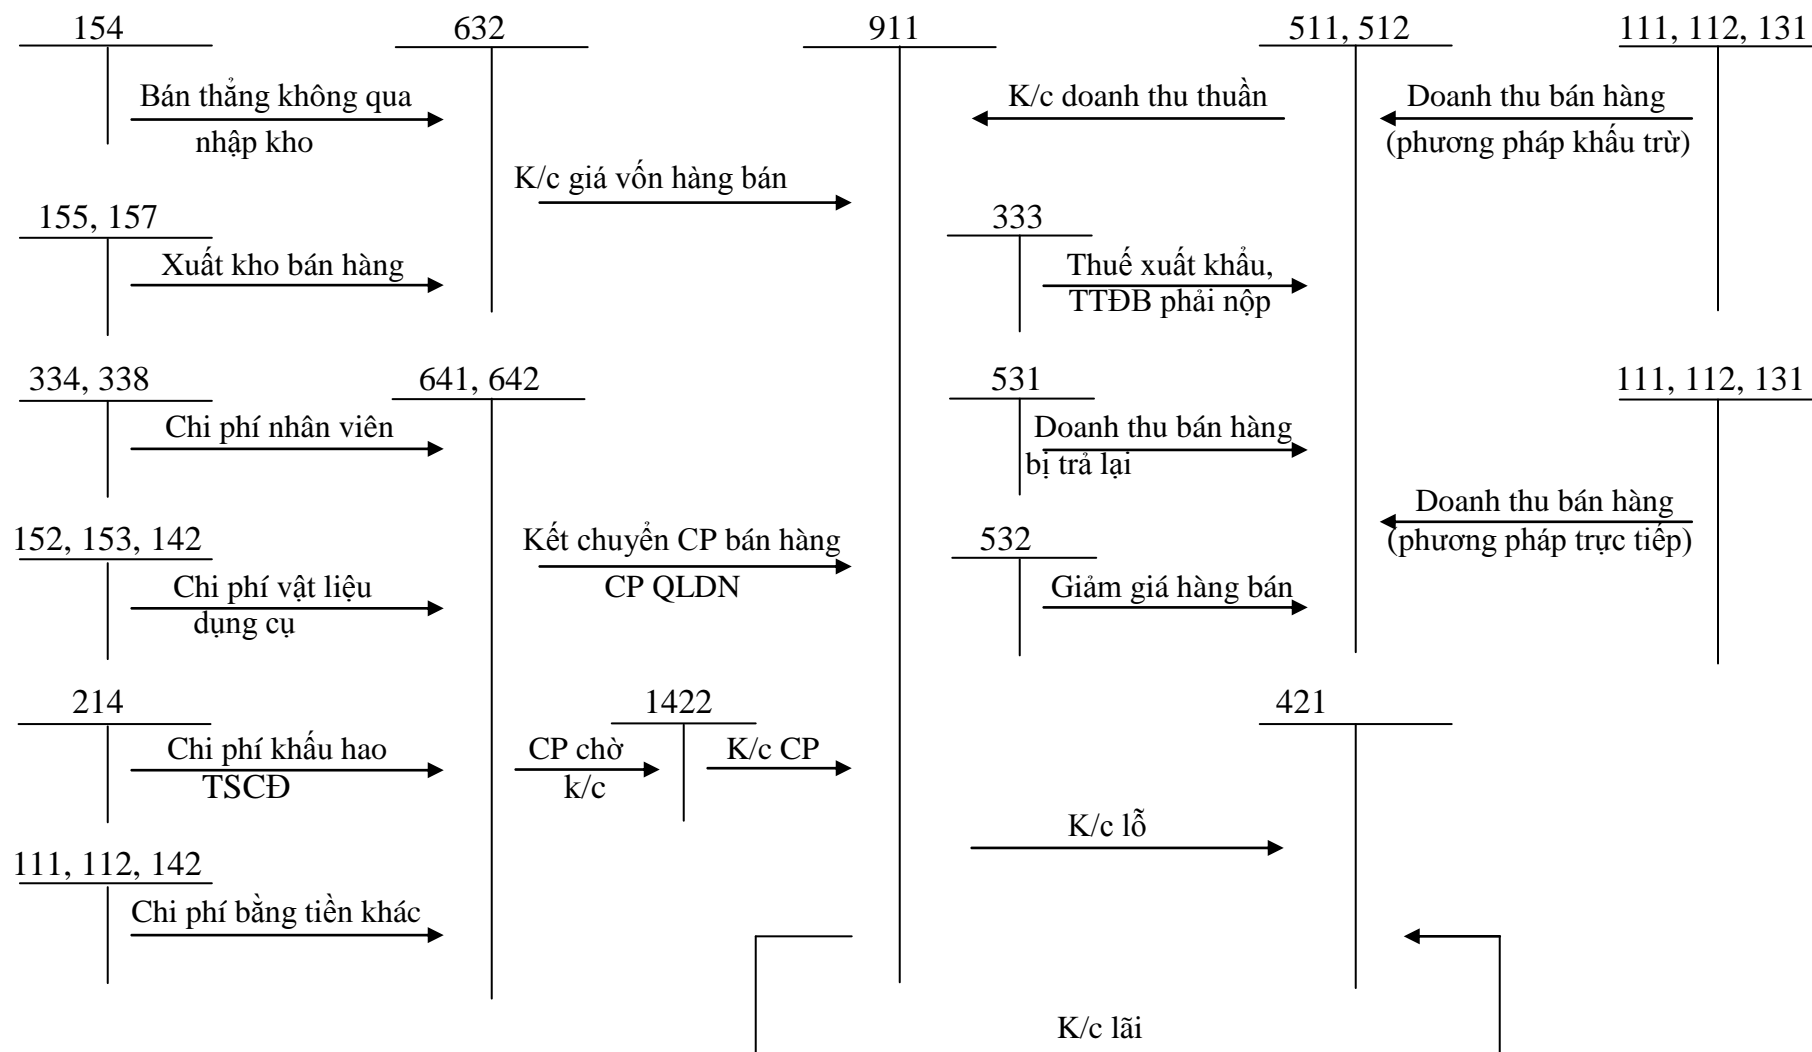 154
632
911
511, 512
111, 112, 131
Bán thẳng không qua
nhập kho
K/c doanh thu thuần
Doanh thu bán hàng
(phương pháp khấu trừ)
K/c giá vốn hàng bán
155, 157
333
Xuất kho bán hàng
Thuế xuất khẩu,
TTĐB phải nộp
334, 338
641, 642
531
111, 112, 131
Chi phí nhân viên
Doanh thu bán hàng
bị trả lại
Doanh thu bán hàng
(phương pháp trực tiếp)
152, 153, 142
Kết chuyển CP bán hàng
CP QLDN
532
Chi phí vật liệu
dụng cụ
Giảm giá hàng bán
214
1422
421
Chi phí khấu hao
TSCĐ
CP chờ
k/c
K/c CP
K/c lỗ
111, 112, 142
Chi phí bằng tiền khác
K/c lãi